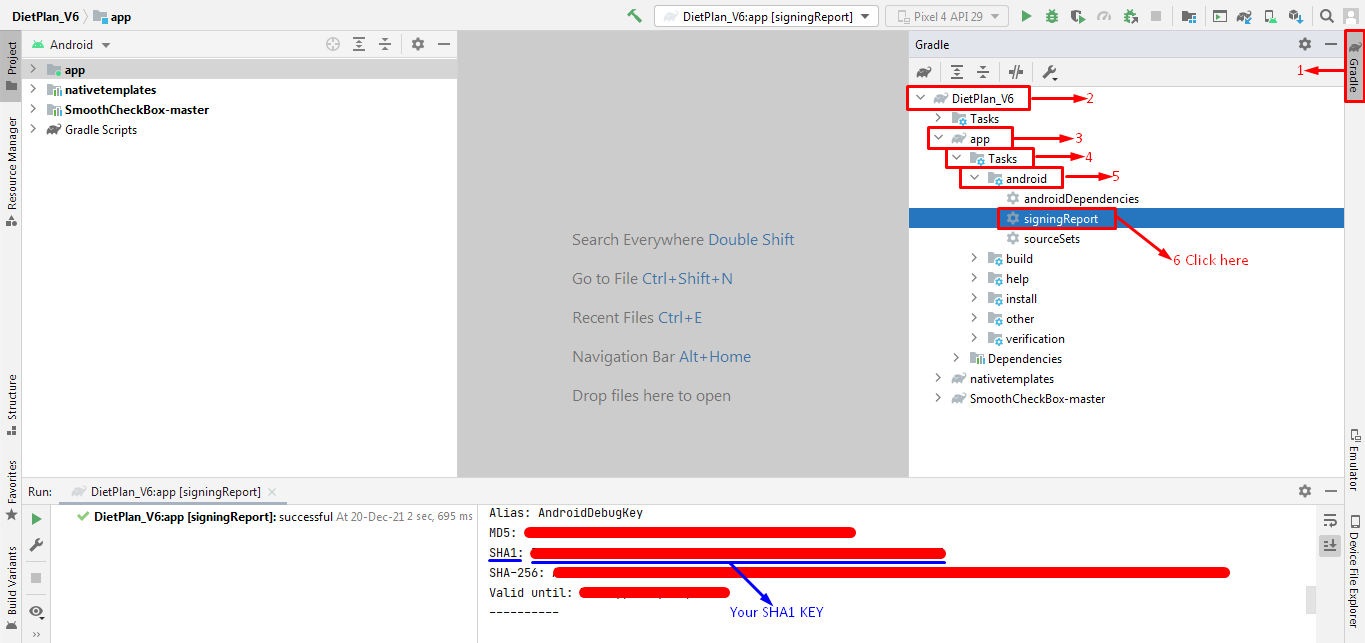 DietPlan_V6 app
DietPlan_V6:app [signingReport]
Pixel 4 API 29
Project
Resource Manager
Structure
Favorites
Build Variants
Android
app
nativetemplates
SmoothCheckBox-master
Gradle Scripts
Search Everywhere Double Shift
Go to File Ctrl+Shift+N
Recent Files Ctrl+E
Navigation Bar Alt+Home
Drop files here to open
Gradle
1
DietPlan_V6 2
Tasks
app 3
Tasks 4
android 5
androidDependencies
signingReport
sourceSets
6 Click here
build
help
install
other
verification
Dependencies
nativetemplates
SmoothCheckBox-master
Gradle
Emulator
Device File Explorer
Run: DietPlan_V6:app [signingReport]
DietPlan_V6:app [signingReport]: successful At 20-Dec-21 2 sec, 695 ms
Alias: AndroidDebugKey
MD5:
SHA1:
SHA-256:
Valid until:
----------
Your SHA1 KEY